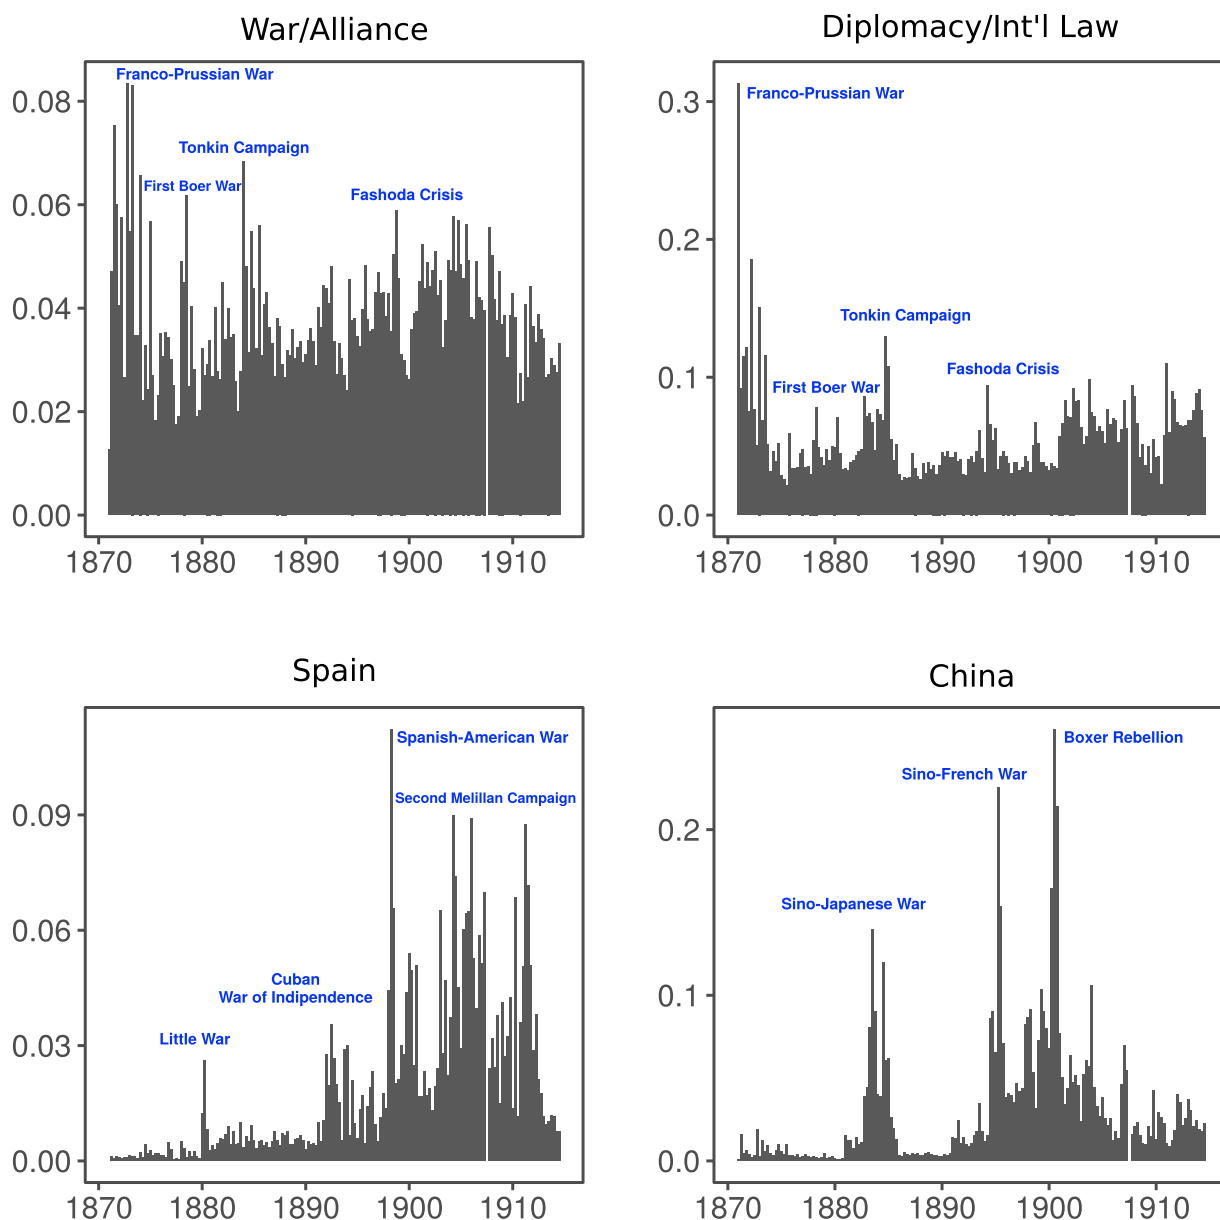 War/Alliance
Franco-Prussian War
Tonkin Campaign
First Boer War
Fashoda Crisis
0.08
0.06
0.04
0.02
0.00
1870 1880 1890 1900 1910
Diplomacy/Int'l Law
Franco-Prussian War
Tonkin Campaign
Fashoda Crisis
First Boer War
0.3
0.2
0.1
0.0
1870 1880 1890 1900 1910
Spain
Spanish-American War
Second Melillan Campaign
Cuban
War of Indipendence
Little War
0.09
0.06
0.03
0.00
1870 1880 1890 1900 1910
China
Boxer Rebellion
Sino-French War
Sino-Japanese War
0.2
0.1
0.0
1870 1880 1890 1900 1910